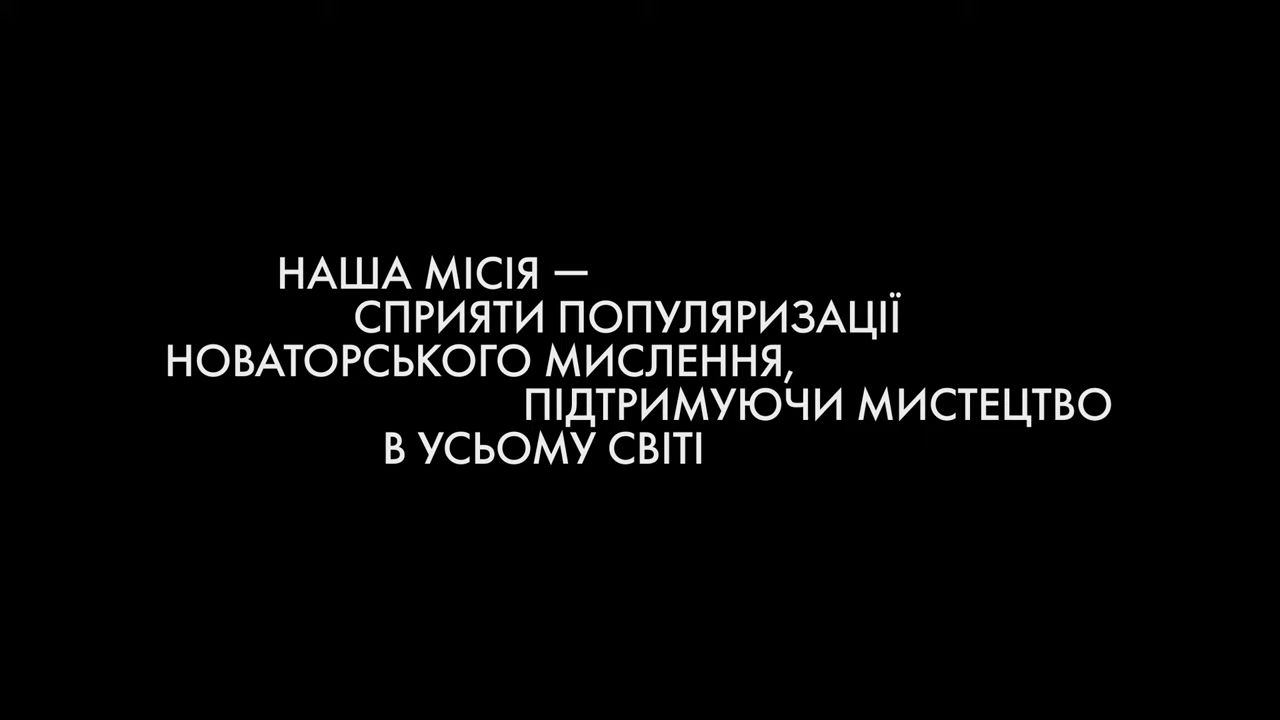 НАША МІСІЯ —
СПРИЯТИ ПОПУЛЯРИЗАЦІЇ
НОВАТОРСЬКОГО МИСЛЕННЯ,
ПІДТРИМУЮЧИ МИСТЕЦТВО
В УСЬОМУ СВІТІ